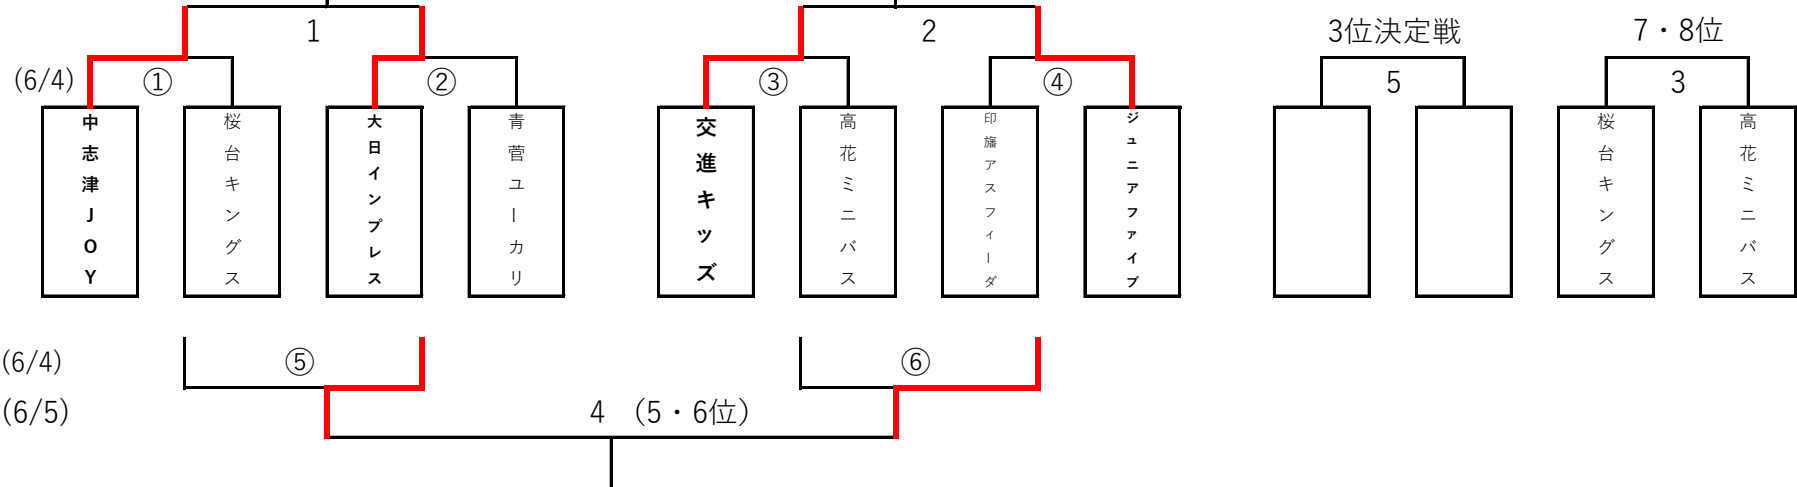 1
2
3位決定戦
7・8位
(6/4)
①
②
③
④
5
3
中志津JOY
桜台キングス
大日インプレス
青菅ユーカリ
交進キッズ
高花ミニバス
印旛アスフィーダ
ジュニアファイブ
桜台キングス
高花ミニバス
(6/4)
⑤
⑥
(6/5)
4 (5・6位)